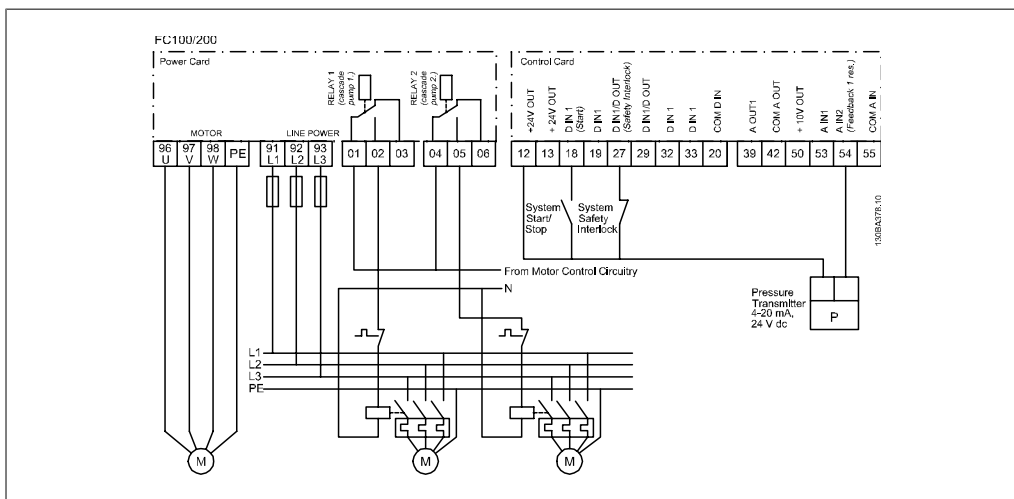 FC100/200
Power Card
RELAY 1
(cascade
pump 1.)
RELAY 2
(cascade
pump 2.)
MOTOR
LINE POWER
96
U
97
V
98
W
PE
91
L1
92
L2
93
L3
01
02
03
04
05
06
Control Card
+24V OUT
+ 24V OUT
D IN 1
(Start)
D IN1
D IN1/D OUT
(Safety Interlock)
D IN1/D OUT
D IN 1
D IN 1
COM D IN
A OUT1
COM A OUT
+ 10V OUT
A IN1
A IN2
(Feedback 1 res.)
COM A IN
12
13
18
19
27
29
32
33
20
39
42
50
53
54
55
System
Start/
Stop
System
Safety
Interlock
130BA378.10
From Motor Control Circuitry
N
Pressure
Transmitter
4-20 mA,
24 V dc
P
L1
L2
L3
PE
M
M
M